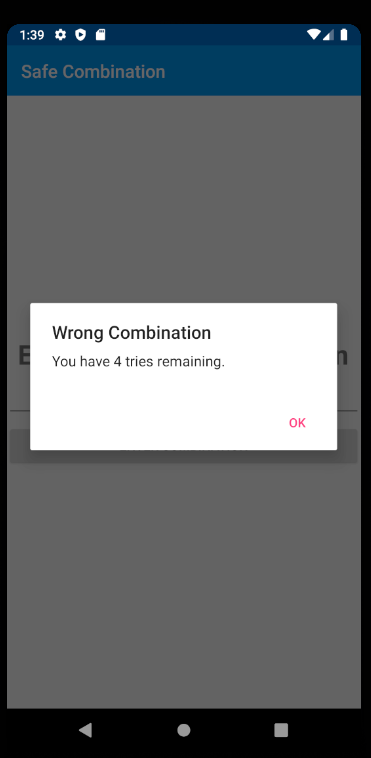 1:39
Safe Combination
Wrong Combination
You have 4 tries remaining.
OK